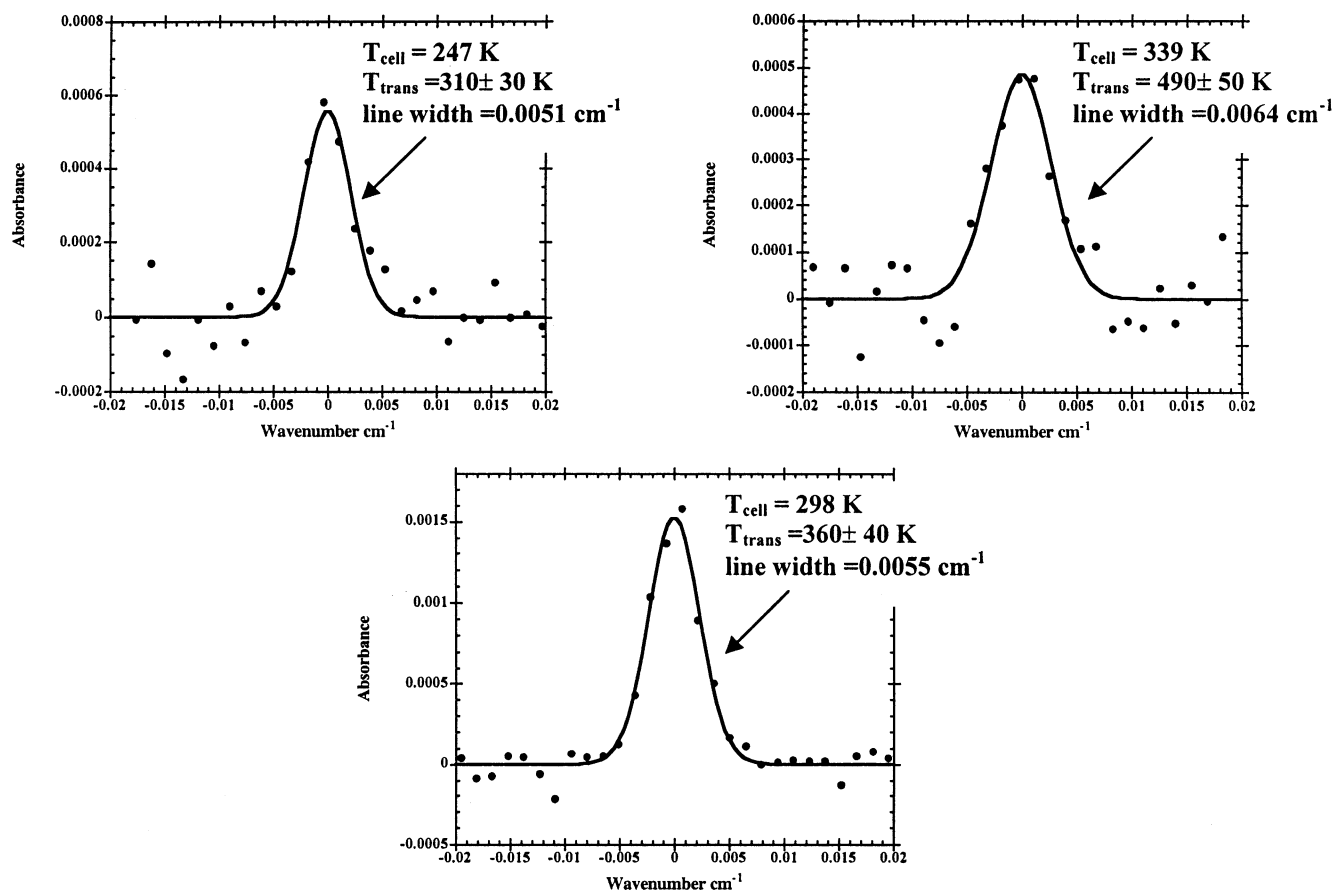 0.0008
0.0006
0.0004
0.0002
0
-0.0002
Absorbance
T_cell = 247 K
T_trans =310± 30 K
line width =0.0051 cm⁻¹
-0.02 -0.015 -0.01 -0.005 0 0.005 0.01 0.015 0.02
Wavenumber cm⁻¹
0.0006
0.0005
0.0004
0.0003
0.0002
0.0001
0
-0.0001
-0.0002
Absorbance
T_cell = 339 K
T_trans = 490± 50 K
line width =0.0064 cm⁻¹
-0.02 -0.015 -0.01 -0.005 0 0.005 0.01 0.015 0.02
Wavenumber cm⁻¹
0.0015
0.001
0.0005
0
-0.0005
Absorbance
T_cell = 298 K
T_trans =360± 40 K
line width =0.0055 cm⁻¹
-0.02 -0.015 -0.01 -0.005 0 0.005 0.01 0.015 0.02
Wavenumber cm⁻¹